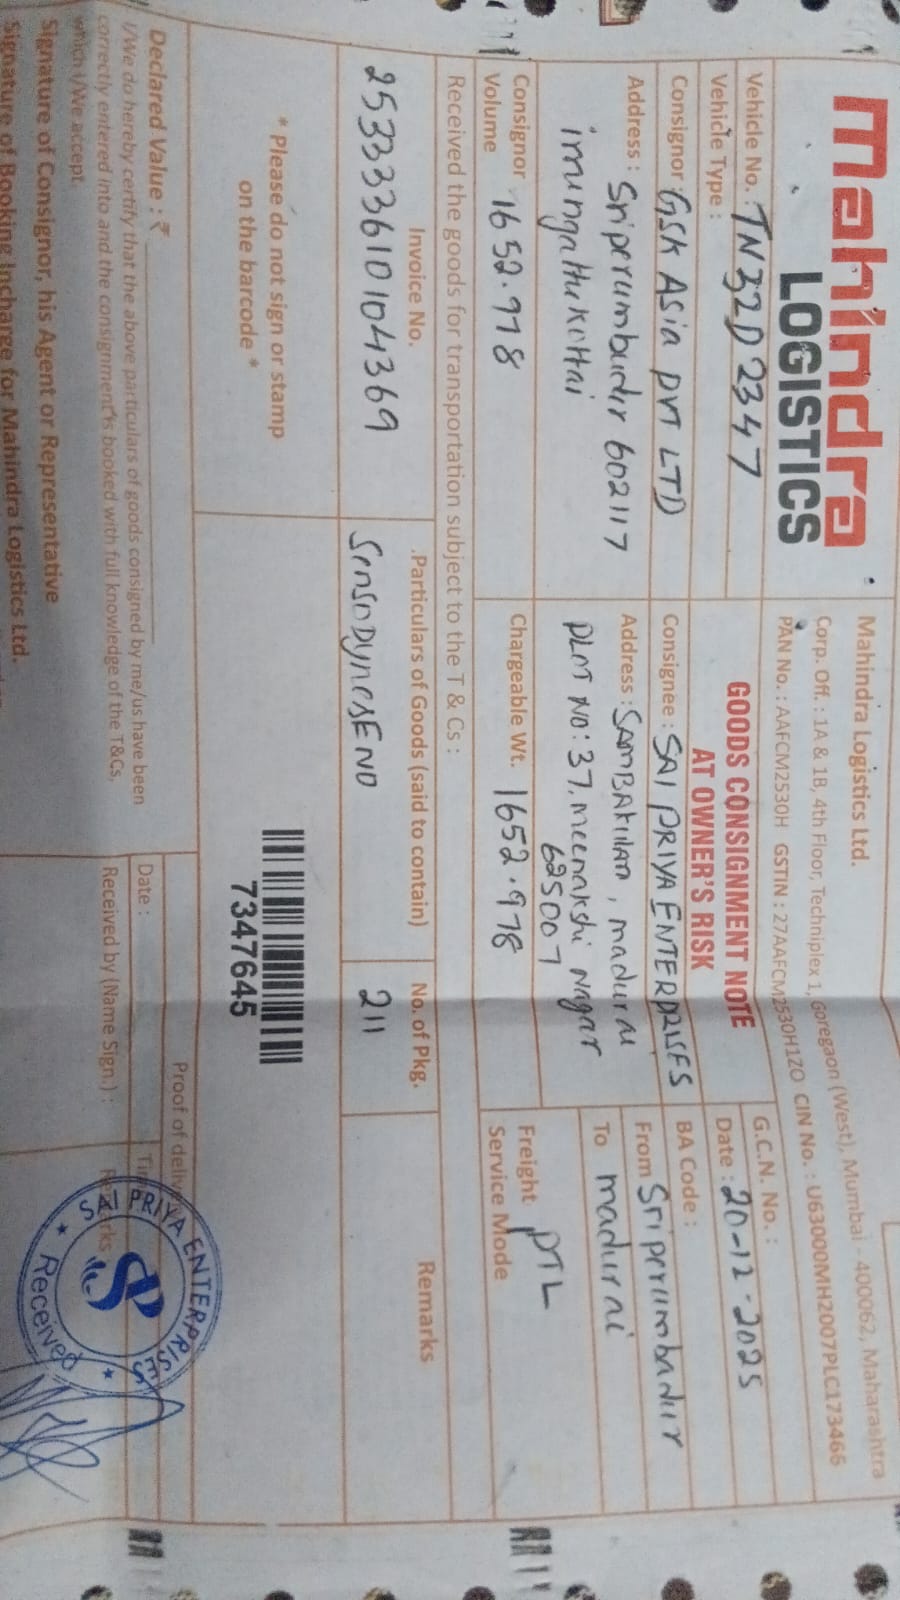 mahindra
LOGISTICS
Mahindra Logistics Ltd.
Corp. Off. : 1A & 1B, 4th Floor, Techniplex 1, Goregaon (West), Mumbai - 400062, Maharashtra
PAN No. : AAFCM2530H GSTIN : 27AAFCM2530H1ZO CIN No. : U63000MH2007PLC173466
Vehicle No. : TN32D2347
Vehicle Type :
GOODS CONSIGNMENT NOTE
AT OWNER'S RISK
G.C.N. No. :
Date : 20-12-2025
Consignor GSK ASia pvT LTD
Consignee : SAI PRIYA ENTERPRISES
BA Code :
Address : Sriperumbudur 602117
irungattukottai
Address : SAMBAKULAM, madurai
PLOT NO: 37, meenakshi Nagar
625007
From Sriperumbudur
To madurai
Consignor
Volume 1652.978
Chargeable Wt. 1652.978
Freight PTL
Service Mode
Received the goods for transportation subject to the T & Cs :
Invoice No.
Particulars of Goods (said to contain)
No. of Pkg.
Remarks
2533361010104369
211
* Please do not sign or stamp
on the barcode *
7347645
Declared Value : ₹
I/We do hereby certify that the above particulars of goods consigned by me/us have been
correctly entered into and the consignment is booked with full knowledge of the T&Cs.
which I/We accept.
Signature of Consignor, his Agent or Representative
Signature of Booking Incharge for Mahindra Logistics Ltd.
Proof of
Date :
Received by (Name Sign.) :
SAI PRIYA ENTERPRISES
Received